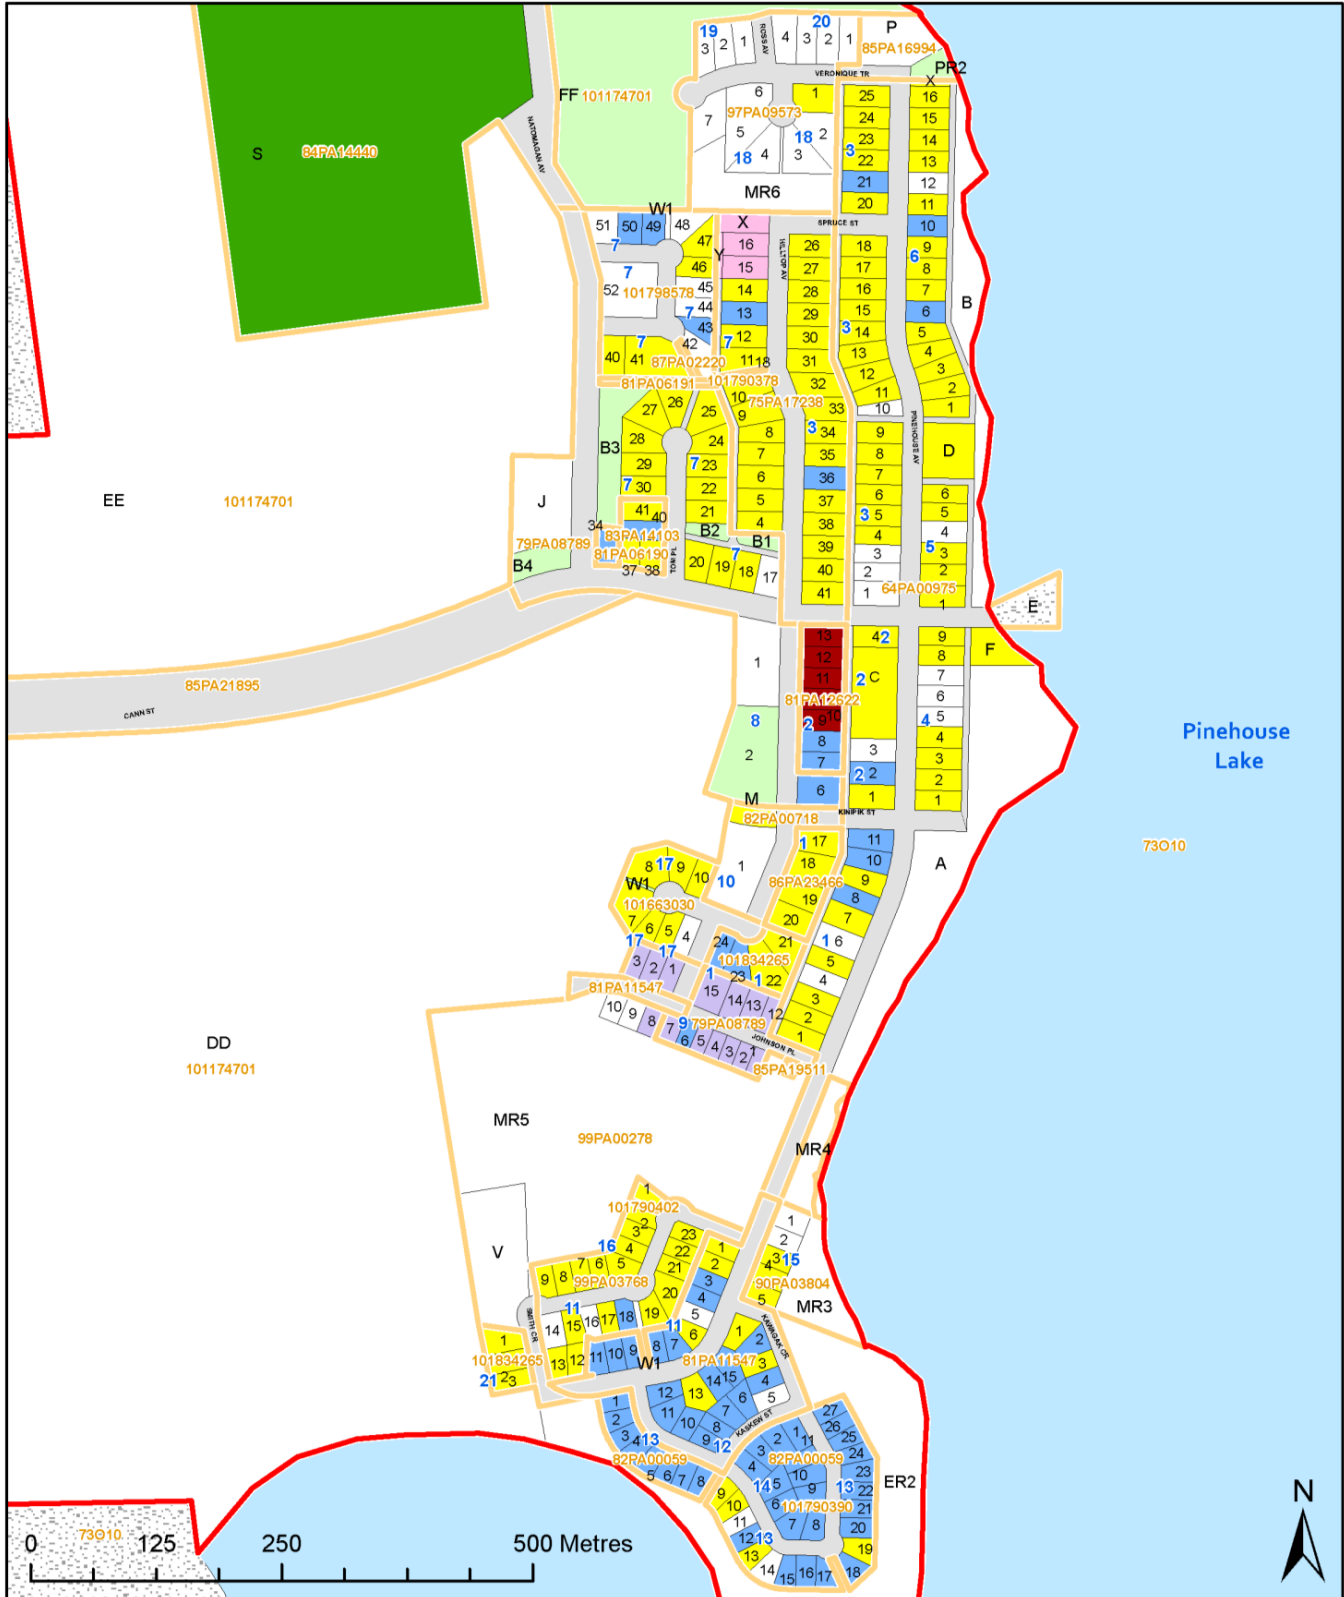 19
3 2 1
ROSS AV
20
4 3 2 1
P
85PA16994
PR2
X
VERONIQUE TR
FF 101174701
NATOMAGAN AV
S
84PA14440
6
1
97PA09573
7
5
18
2
18
4
3
MR6
25
24
23
3
22
21
20
16
15
14
13
12
11
10
W1
51 50 49 48
7
47
46
7
52
101798578
45
44
7
43
42
7
40 41
87PA02220
81PA06191
X
16
Y
15
14
13
7
12
11 18
101790378
75PA17238
SPRUCE ST
HILLTOP AV
26
27
28
29
30
31
32
33
3
34
35
36
37
38
39
40
41
18
17
16
15
3
14
13
12
11
10
9
8
7
6
3
5
4
3
2
1
9
6
8
7
6
5
4
3
2
1
B
PINEHOUSE AV
D
6
5
4
5
3
2
1
64PA00975
E
10
9
8
7
6
5
4
27 26 25
28
24
29
7
23
7
30
22
21
B3
41
40
34
83PA14103
81PA06190
37 38
TOM PL
B2
B1
7
20 19 18 17
EE
101174701
J
79PA08789
B4
85PA21895
CANN ST
1
8
2
13
12
11
81PA12622
2
9 10
8
7
6
4 2
2 C
3
2 2
1
9
8
7
6
4 5
4
3
2
1
F
Pinehouse
Lake
73O10
M
82PA00718
KINIPIK ST
A
1
10
1 17
18
86PA23466
19
20
11
10
9
8
7
1 6
5
4
3
2
1
8 17 9
10
W1
101663030
7 6 5 4
17
17
3 2 1
24
21
101834265
1
23
1 22
15 14 13 12
81PA11547
10 9 8 7
9
6 5 4 3 2 1
79PA08789
JOHNSON PL
85PA19511
DD
101174701
MR5
99PA00278
MR4
V
1
101790402
2
3
16
4
9 8 7 6 5
99PA03768
23
22
21
20
19
1
2
3
4
5
6
1
2
15
3
4
90PA03804
5
MR3
SMITH CR
11
14 15 16 17 18
13 12 11 10 9
W1
11
8 7
81PA11547
1
101834265
21 2 3
KAWAGAK CR
1
2
3
4
5
14 15
13
12
6
7
11
10
8
9
12
KASKEW ST
1
2
3 4
13
82PA00059
5 6 7 8
27
26
25
24
23
13
22
21
20
19
18
ER2
1
2
3
11
82PA00059
4
14 5
10
9
6
101790390
7 8
9
10
11
12 13
13
14
15 16 17
73O10
0 125 250 500 Metres
N